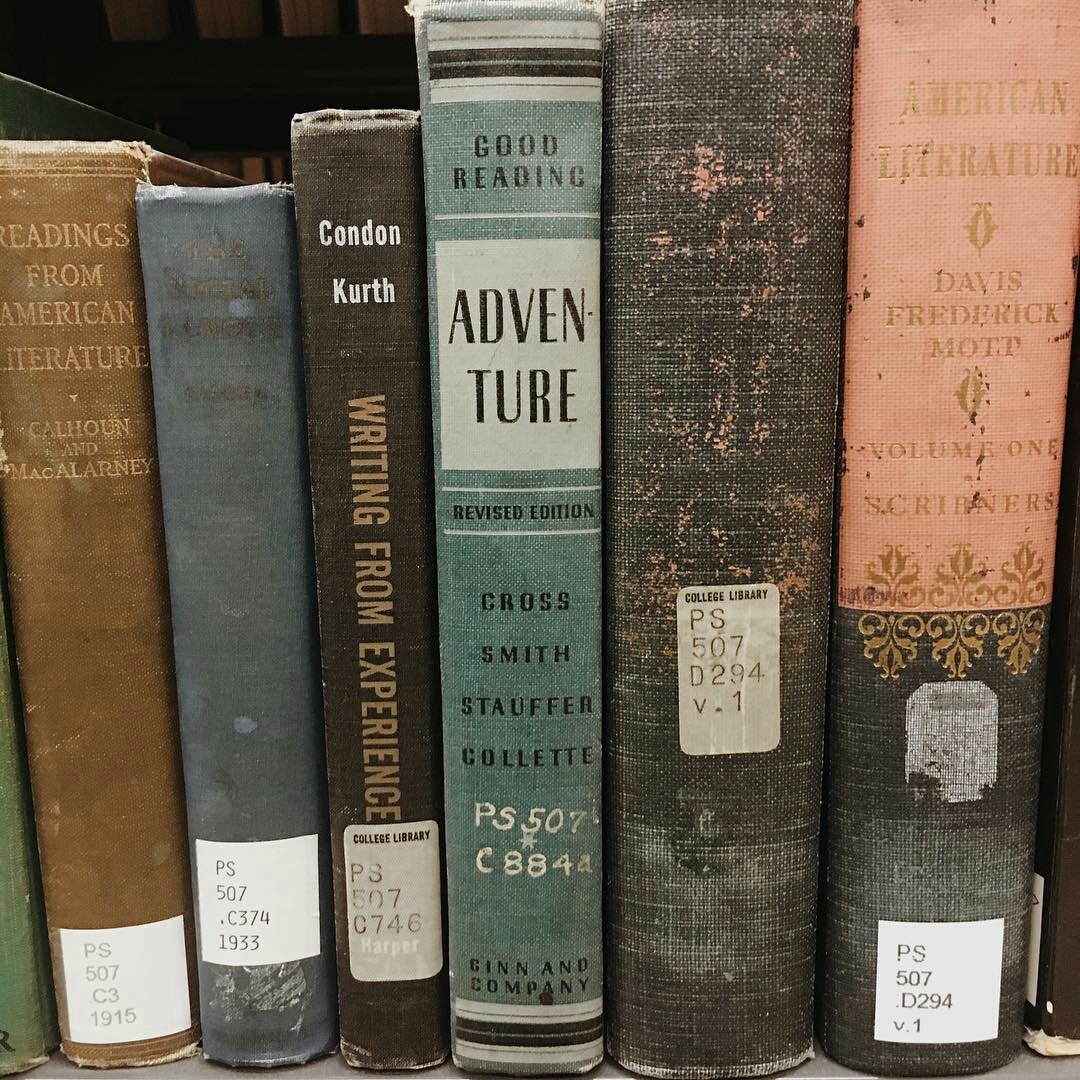 READINGS
FROM
AMERICAN
LITERATURE
CALHOUN
AND
MACALARNEY
PS
507
.C3
1915
THE
SOCIAL
PS
507
.C374
1933
Condon
Kurth
WRITING FROM EXPERIENCE
COLLEGE LIBRARY
PS
507
C746
Harper
GOOD
READING
ADVEN-
TURE
REVISED EDITION
CROSS
SMITH
STAUFFER
COLLETTE
PS507
C884a
GINN AND
COMPANY
COLLEGE LIBRARY
PS
507
D294
v.1
AMERICAN
LITERATURE
DAVIS
FREDERICK
MOTT
VOLUME ONE
SCRIBNERS
PS
507
.D294
v.1
R